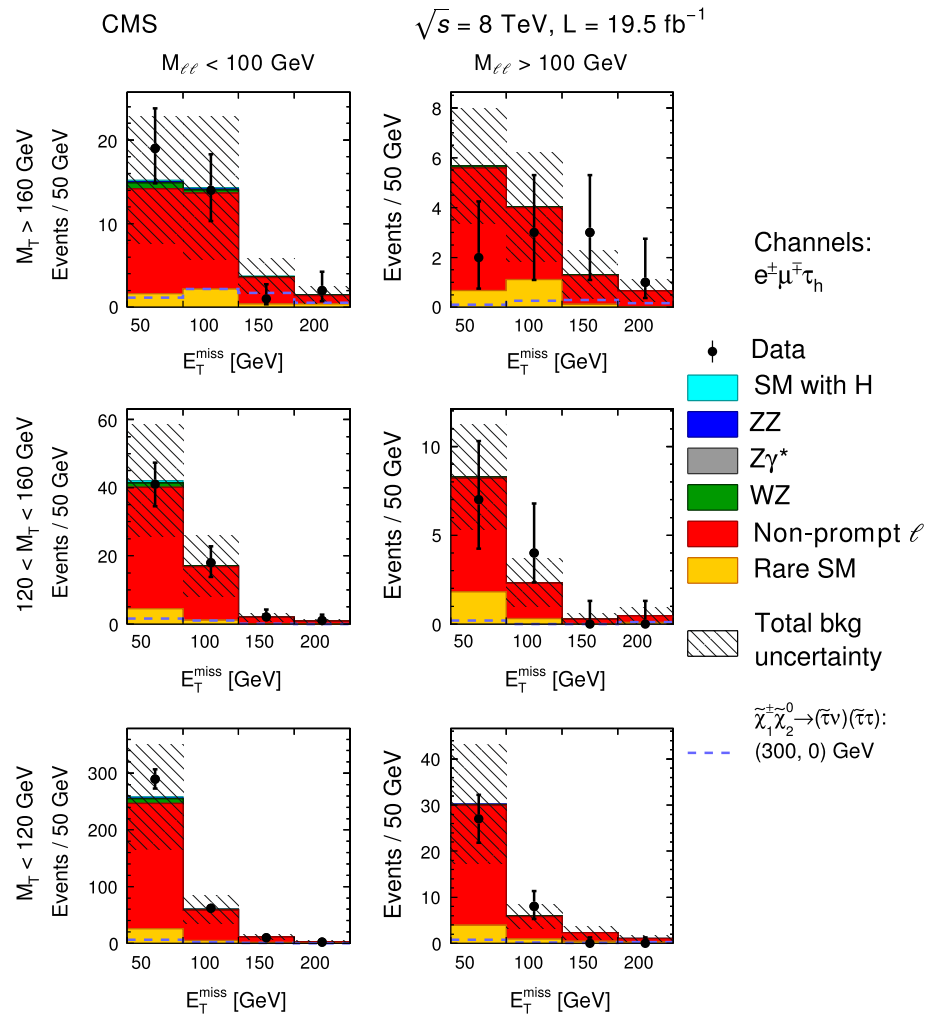 CMS
√s = 8 TeV, L = 19.5 fb⁻¹
M_ℓℓ < 100 GeV
M_ℓℓ > 100 GeV
M_T > 160 GeV
Events / 50 GeV
20
10
0
50 100 150 200
E_T^miss [GeV]
Events / 50 GeV
8
6
4
2
0
50 100 150 200
E_T^miss [GeV]
120 < M_T < 160 GeV
Events / 50 GeV
60
40
20
0
50 100 150 200
E_T^miss [GeV]
Events / 50 GeV
10
5
0
50 100 150 200
E_T^miss [GeV]
M_T < 120 GeV
Events / 50 GeV
300
200
100
0
50 100 150 200
E_T^miss [GeV]
Events / 50 GeV
40
30
20
10
0
50 100 150 200
E_T^miss [GeV]
Channels:
e^±μ^∓τ_h
Data
SM with H
ZZ
Zγ*
WZ
Non-prompt ℓ
Rare SM
Total bkg
uncertainty
χ̃₁^± χ̃₂⁰→(τ̃ν)(τ̃τ):
(300, 0) GeV